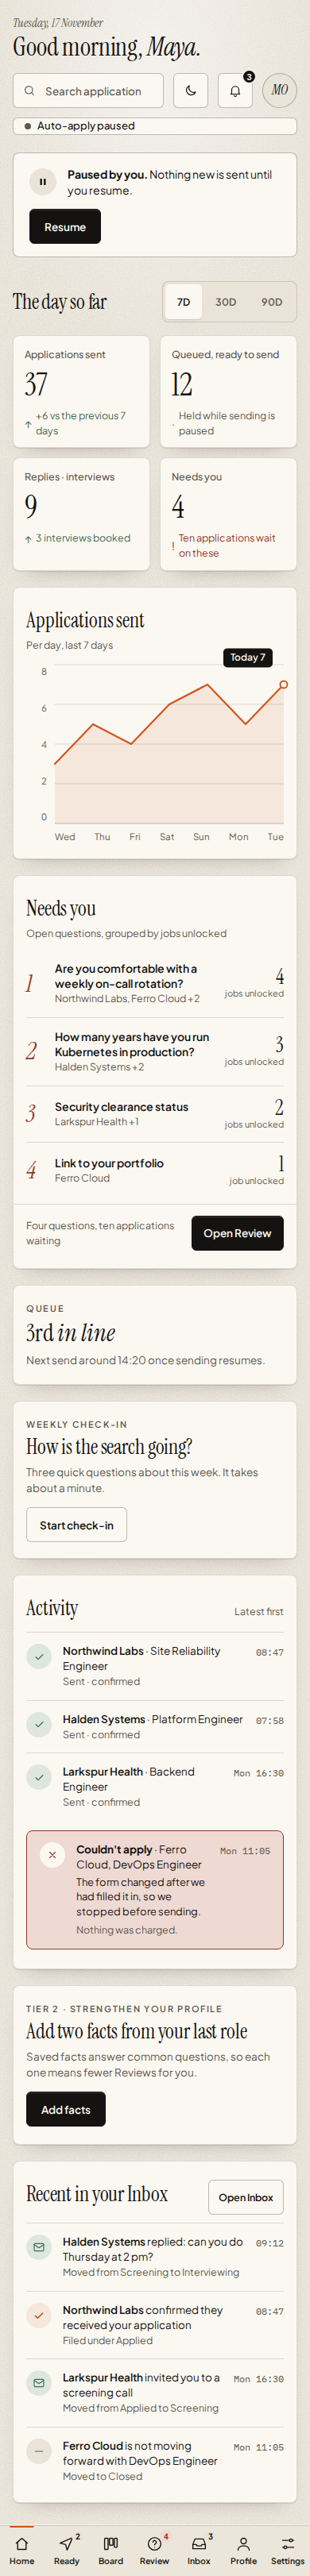 Tuesday, 17 November
Good morning, Maya.
Search application
3
MO
Auto-apply paused
Paused by you. Nothing new is sent until
you resume.
Resume
The day so far
7D 30D 90D
Applications sent
37
↑ +6 vs the previous 7
days
Queued, ready to send
12
· Held while sending is
paused
Replies · interviews
9
↑ 3 interviews booked
Needs you
4
! Ten applications wait
on these
Applications sent
Per day, last 7 days
Today 7
8
6
4
2
0
Wed Thu Fri Sat Sun Mon Tue
Needs you
Open questions, grouped by jobs unlocked
1
Are you comfortable with a
weekly on-call rotation?
Northwind Labs, Ferro Cloud +2
4
jobs unlocked
2
How many years have you run
Kubernetes in production?
Halden Systems +2
3
jobs unlocked
3
Security clearance status
Larkspur Health +1
2
jobs unlocked
4
Link to your portfolio
Ferro Cloud
1
job unlocked
Four questions, ten applications
waiting
Open Review
QUEUE
3rd in line
Next send around 14:20 once sending resumes.
WEEKLY CHECK-IN
How is the search going?
Three quick questions about this week. It takes
about a minute.
Start check-in
Activity
Latest first
Northwind Labs · Site Reliability
Engineer
Sent · confirmed
08:47
Halden Systems · Platform Engineer
Sent · confirmed
07:58
Larkspur Health · Backend
Engineer
Sent · confirmed
Mon 16:30
Couldn't apply · Ferro
Cloud, DevOps Engineer
The form changed after we
had filled it in, so we
stopped before sending.
Nothing was charged.
Mon 11:05
TIER 2 · STRENGTHEN YOUR PROFILE
Add two facts from your last role
Saved facts answer common questions, so each
one means fewer Reviews for you.
Add facts
Recent in your Inbox
Open Inbox
Halden Systems replied: can you do
Thursday at 2 pm?
Moved from Screening to Interviewing
09:12
Northwind Labs confirmed they
received your application
Filed under Applied
08:47
Larkspur Health invited you to a
screening call
Moved from Applied to Screening
Mon 16:30
Ferro Cloud is not moving
forward with DevOps Engineer
Moved to Closed
Mon 11:05
2 4 3
Home Ready Board Review Inbox Profile Settings